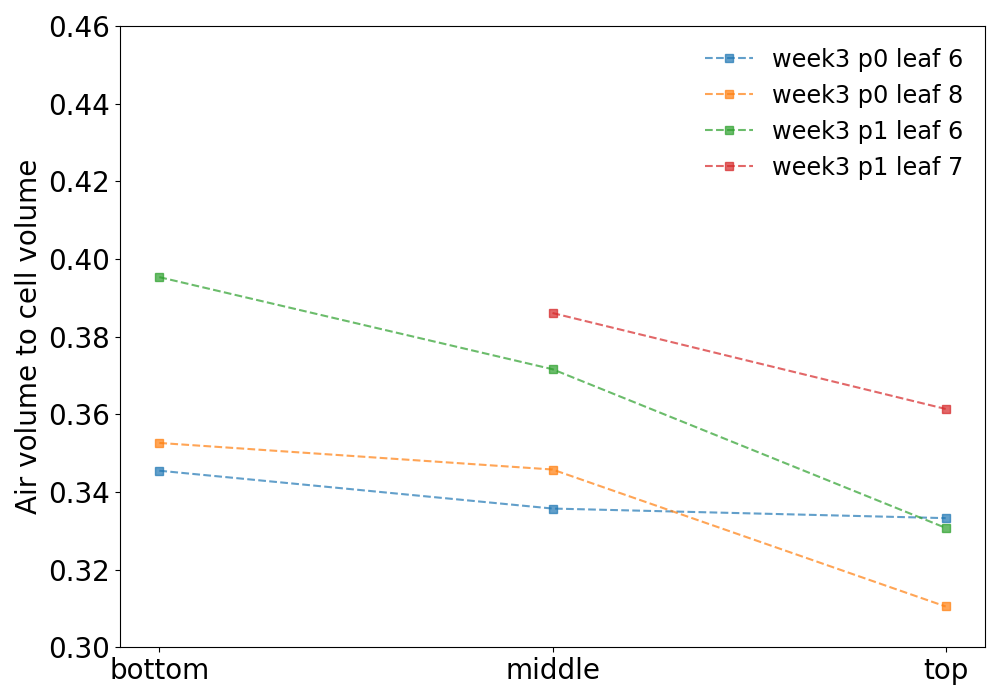 0.46
0.44
0.42
0.40
0.38
0.36
0.34
0.32
0.30
Air volume to cell volume
week3 p0 leaf 6
week3 p0 leaf 8
week3 p1 leaf 6
week3 p1 leaf 7
bottom
middle
top